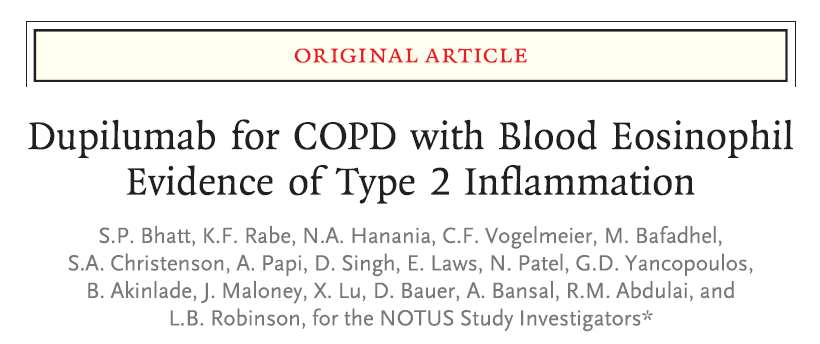 ORIGINAL ARTICLE
Dupilumab for COPD with Blood Eosinophil
Evidence of Type 2 Inflammation
S.P. Bhatt, K.F. Rabe, N.A. Hanania, C.F. Vogelmeier, M. Bafadhel,
S.A. Christenson, A. Papi, D. Singh, E. Laws, N. Patel, G.D. Yancopoulos,
B. Akinlade, J. Maloney, X. Lu, D. Bauer, A. Bansal, R.M. Abdulai, and
L.B. Robinson, for the NOTUS Study Investigators*